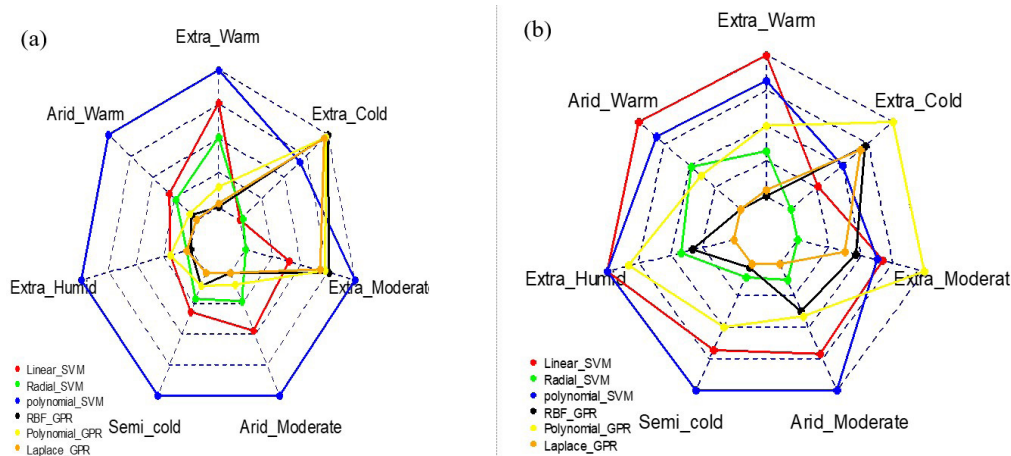 (a)
Extra_Warm
Extra_Cold
Arid_Warm
Extra_Humid
Extra_Moderat
Semi_cold
Arid_Moderate
Linear_SVM
Radial_SVM
polynomial_SVM
RBF_GPR
Polynomial_GPR
Laplace_GPR
(b)
Extra_Warm
Extra_Cold
Arid_Warm
Extra_Humid
Extra_Moderate
Semi_cold
Arid_Moderate
Linear_SVM
Radial_SVM
polynomial_SVM
RBF_GPR
Polynomial_GPR
Laplace_GPR